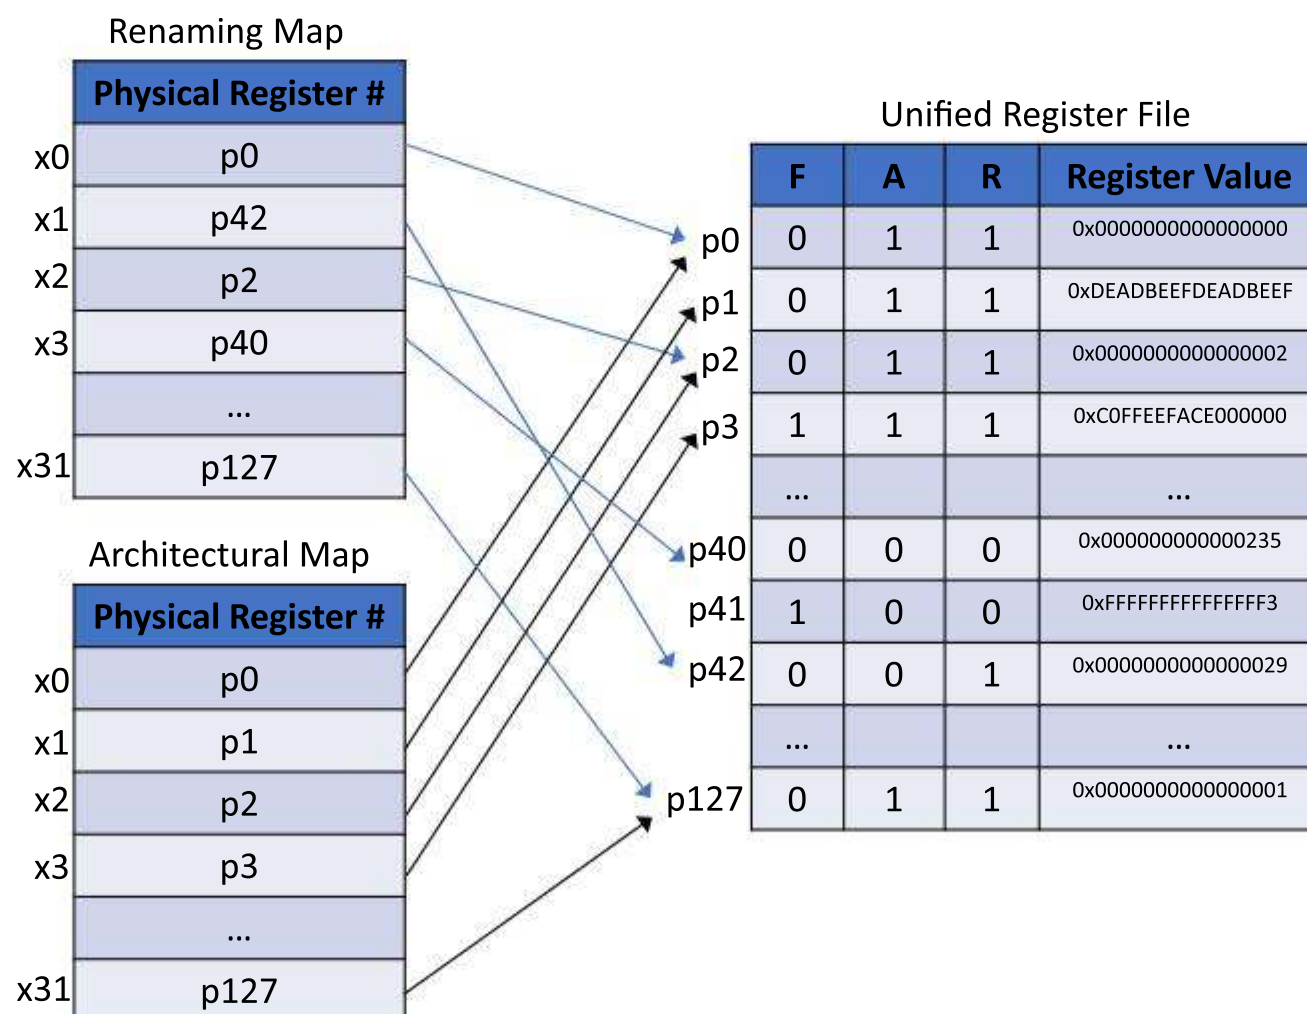 Renaming Map
Physical Register #
x0 p0
x1 p42
x2 p2
x3 p40
...
x31 p127
Architectural Map
Physical Register #
x0 p0
x1 p1
x2 p2
x3 p3
...
x31 p127
Unified Register File
F A R Register Value
p0 0 1 1 0x0000000000000000
p1 0 1 1 0xDEADBEEFDEADBEEF
p2 0 1 1 0x0000000000000002
p3 1 1 1 0xC0FFEEFACE000000
... ...
p40 0 0 0 0x000000000000235
p41 1 0 0 0xFFFFFFFFFFFFFFF3
p42 0 0 1 0x0000000000000029
... ...
p127 0 1 1 0x0000000000000001